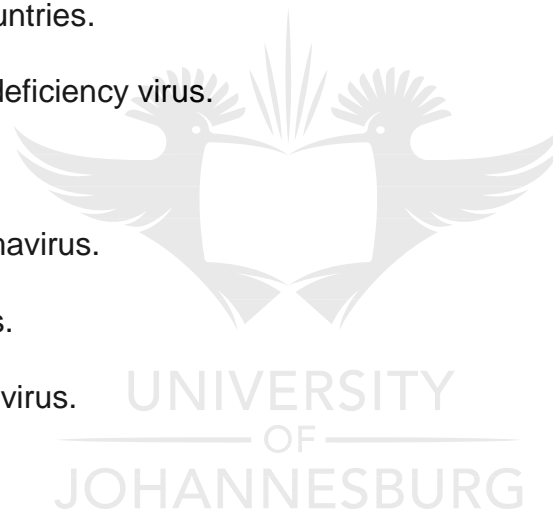 untries.
deficiency virus.
navirus.
s.
virus.
UNIVERSITY
OF
JOHANNESBURG